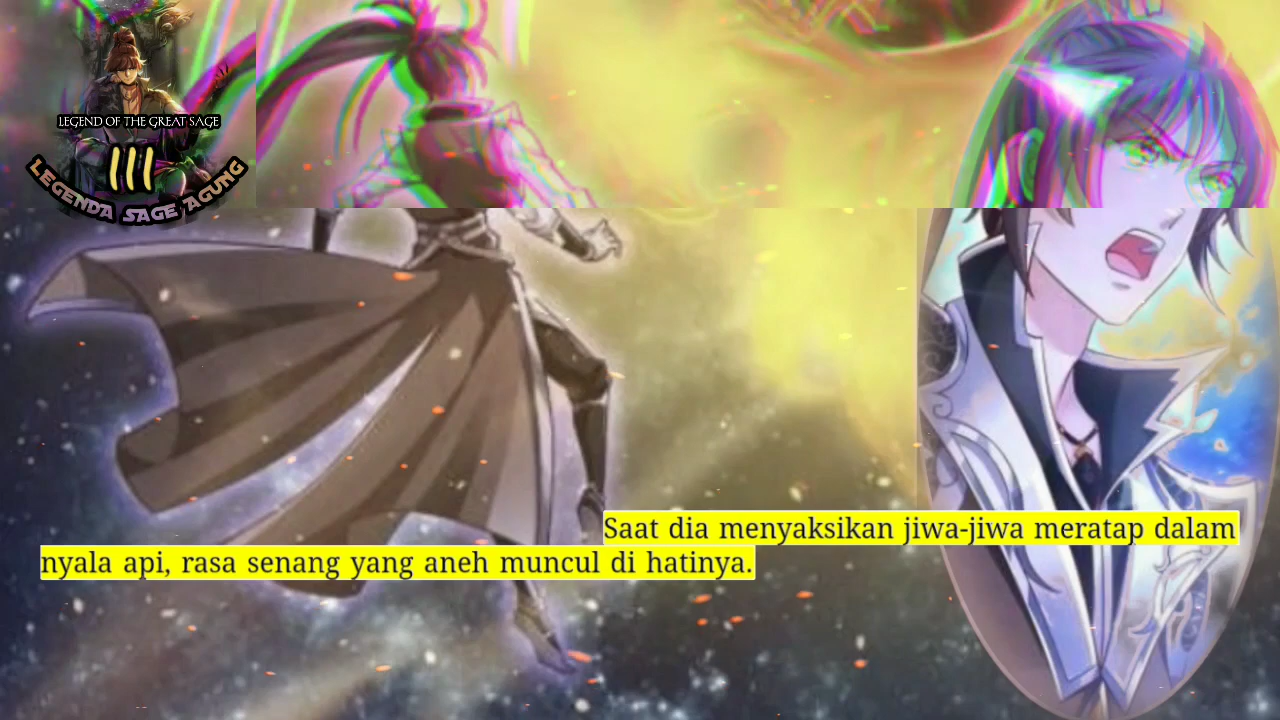 LEGEND OF THE GREAT SAGE
III
LEGENDA SAGE AGUNG
Saat dia menyaksikan jiwa-jiwa meratap dalam
nyala api, rasa senang yang aneh muncul di hatinya.